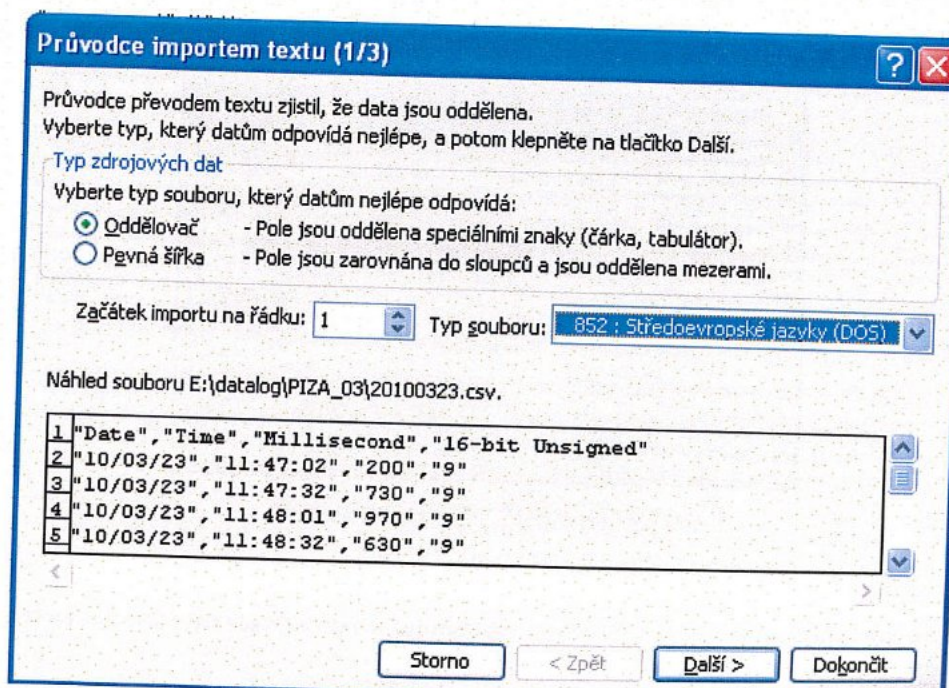 Průvodce importem textu (1/3)
Průvodce převodem textu zjistil, že data jsou oddělena.
Vyberte typ, který datům odpovídá nejlépe, a potom klepněte na tlačítko Další.
Typ zdrojových dat
Vyberte typ souboru, který datům nejlépe odpovídá:
Oddělovač - Pole jsou oddělena speciálními znaky (čárka, tabulátor).
Pevná šířka - Pole jsou zarovnána do sloupců a jsou oddělena mezerami.
Začátek importu na řádku: 1 Typ souboru: 852 : Středoevropské jazyky (DOS)
Náhled souboru E:\datalog\PIZA_03\20100323.csv.
1 "Date","Time","Millisecond","16-bit Unsigned"
2 "10/03/23","11:47:02","200","9"
3 "10/03/23","11:47:32","730","9"
4 "10/03/23","11:48:01","970","9"
5 "10/03/23","11:48:32","630","9"
Storno < Zpět Další > Dokončit